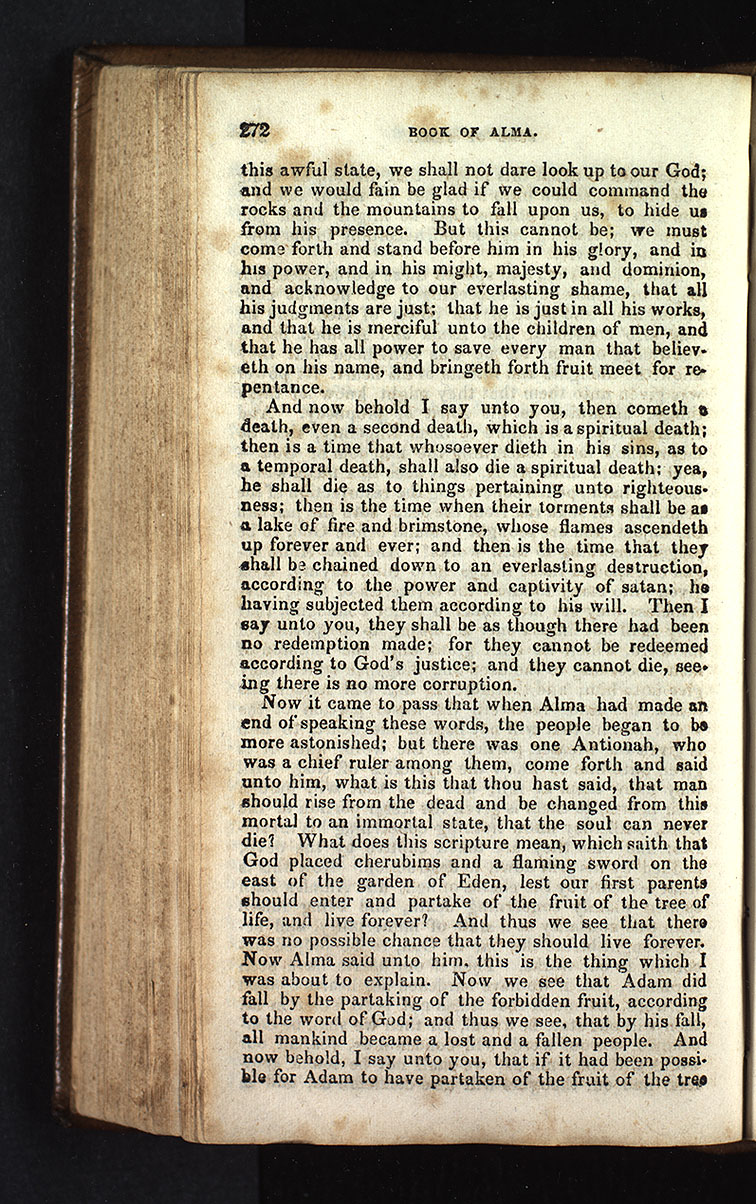 272 BOOK OF ALMA.
this awful state, we shall not dare look up to our God;
and we would fain be glad if we could command the
rocks and the mountains to fall upon us, to hide us
from his presence. But this cannot be; we must
come forth and stand before him in his glory, and in
his power, and in his might, majesty, and dominion,
and acknowledge to our everlasting shame, that all
his judgments are just; that he is just in all his works,
and that he is merciful unto the children of men, and
that he has all power to save every man that believ-
eth on his name, and bringeth forth fruit meet for re-
pentance.
And now behold I say unto you, then cometh a
death, even a second death, which is a spiritual death;
then is a time that whosoever dieth in his sins, as to
a temporal death, shall also die a spiritual death; yea,
he shall die as to things pertaining unto righteous-
ness; then is the time when their torments shall be as
a lake of fire and brimstone, whose flames ascendeth
up forever and ever; and then is the time that they
shall be chained down to an everlasting destruction,
according to the power and captivity of satan; he
having subjected them according to his will. Then I
say unto you, they shall be as though there had been
no redemption made; for they cannot be redeemed
according to God's justice; and they cannot die, see-
ing there is no more corruption.
Now it came to pass that when Alma had made an
end of speaking these words, the people began to be
more astonished; but there was one Antionah, who
was a chief ruler among them, come forth and said
unto him, what is this that thou hast said, that man
should rise from the dead and be changed from this
mortal to an immortal state, that the soul can never
die? What does this scripture mean, which saith that
God placed cherubims and a flaming sword on the
east of the garden of Eden, lest our first parents
should enter and partake of the fruit of the tree of
life, and live forever? And thus we see that there
was no possible chance that they should live forever.
Now Alma said unto him, this is the thing which I
was about to explain. Now we see that Adam did
fall by the partaking of the forbidden fruit, according
to the word of God; and thus we see, that by his fall,
all mankind became a lost and a fallen people. And
now behold, I say unto you, that if it had been possi-
ble for Adam to have partaken of the fruit of the tree